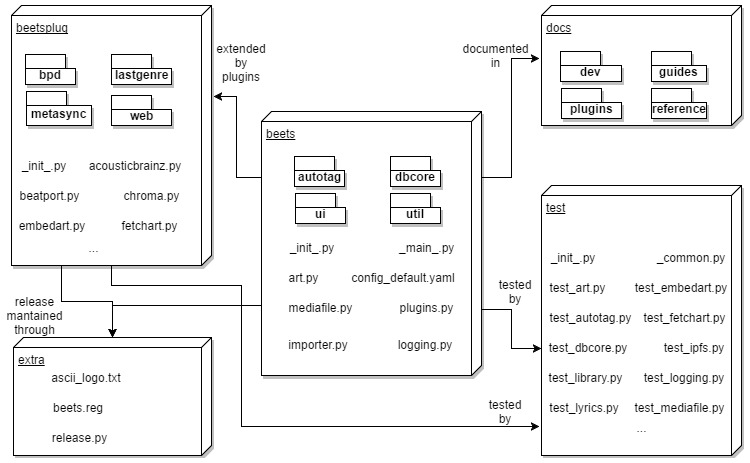 beetsplug
bpd
lastgenre
metasync
web
_init_.py
acousticbrainz.py
beatport.py
chroma.py
embedart.py
fetchart.py
...
extended
by
plugins
documented
in
docs
dev
guides
plugins
reference
beets
autotag
dbcore
ui
util
_init_.py
_main_.py
art.py
config_default.yaml
mediafile.py
plugins.py
importer.py
logging.py
tested
by
test
_init_.py
_common.py
test_art.py
test_embedart.py
test_autotag.py
test_fetchart.py
test_dbcore.py
test_ipfs.py
test_library.py
test_logging.py
test_lyrics.py
test_mediafile.py
...
release
mantained
through
extra
ascii_logo.txt
beets.reg
release.py
tested
by